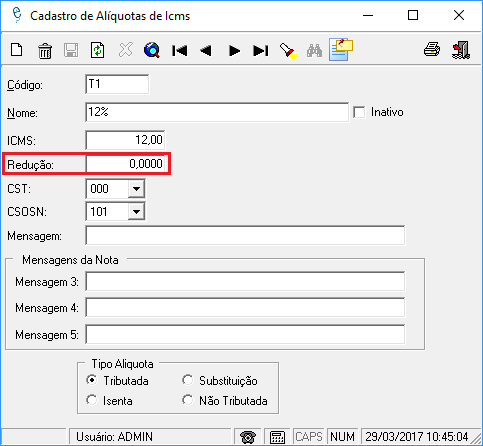 Cadastro de Alíquotas de Icms
Código: T1
Nome: 12% Inativo
ICMS: 12,00
Redução: 0,0000
CST: 000
CSOSN: 101
Mensagem:
Mensagens da Nota
Mensagem 3:
Mensagem 4:
Mensagem 5:
Tipo Aliquota
Tributada Substituição
Isenta Não Tributada
Usuário: ADMIN CAPS NUM 29/03/2017 10:45:04